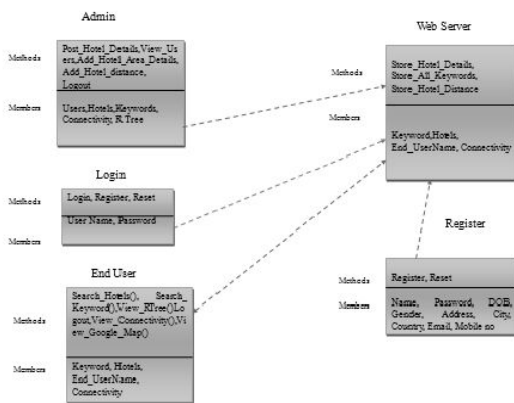 Admin
Methods
Post_Hotel_Details,View_Us
ers,Add_Hotel_Area_Details,
Add_Hotel_distance,
Logout
Members
Users,Hotels,Keywords,
Connectivity, R.Tree
Web Server
Methods
Store_Hotel_Details,
Store_All_Keywords,
Store_Hotel_Distance
Members
Keyword,Hotels,
End_UserName, Connectivity
Login
Methods
Login, Register, Reset
Members
User Name, Password
Register
Methods
Register, Reset
Members
Name, Password, DOB,
Gender, Address, City,
Country, Email, Mobile no
End User
Methods
Search_Hotels(), Search_
Keyword(),View_RTree()Lo
gout,View_Connectivity(),Vi
ew_Google_Map()
Members
Keyword, Hotels,
End_UserName,
Connectivity